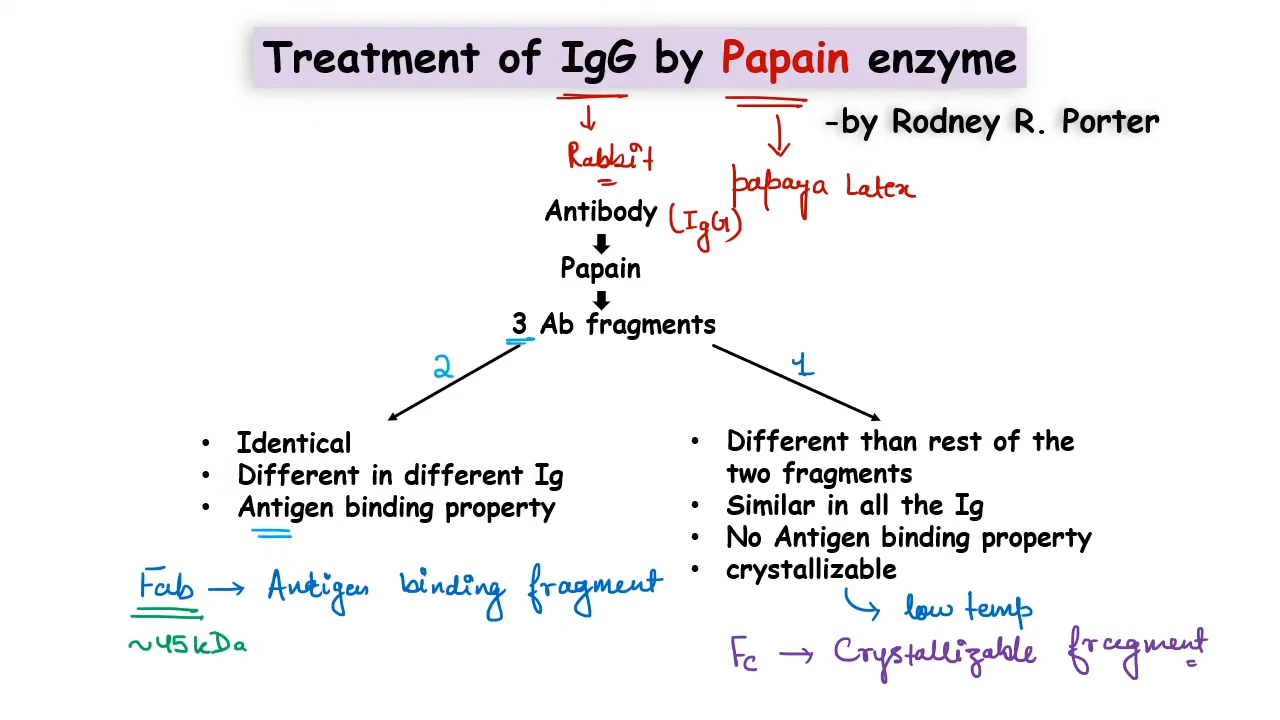 Treatment of IgG by Papain enzyme
-by Rodney R. Porter
Rabbit
papaya Latex
Antibody (IgG)
Papain
3 Ab fragments
2
1
• Identical
• Different in different Ig
• Antigen binding property
Fab → Antigen binding fragment
~45kDa
• Different than rest of the
two fragments
• Similar in all the Ig
• No Antigen binding property
• crystallizable
low temp
Fc → Crystallizable fragment